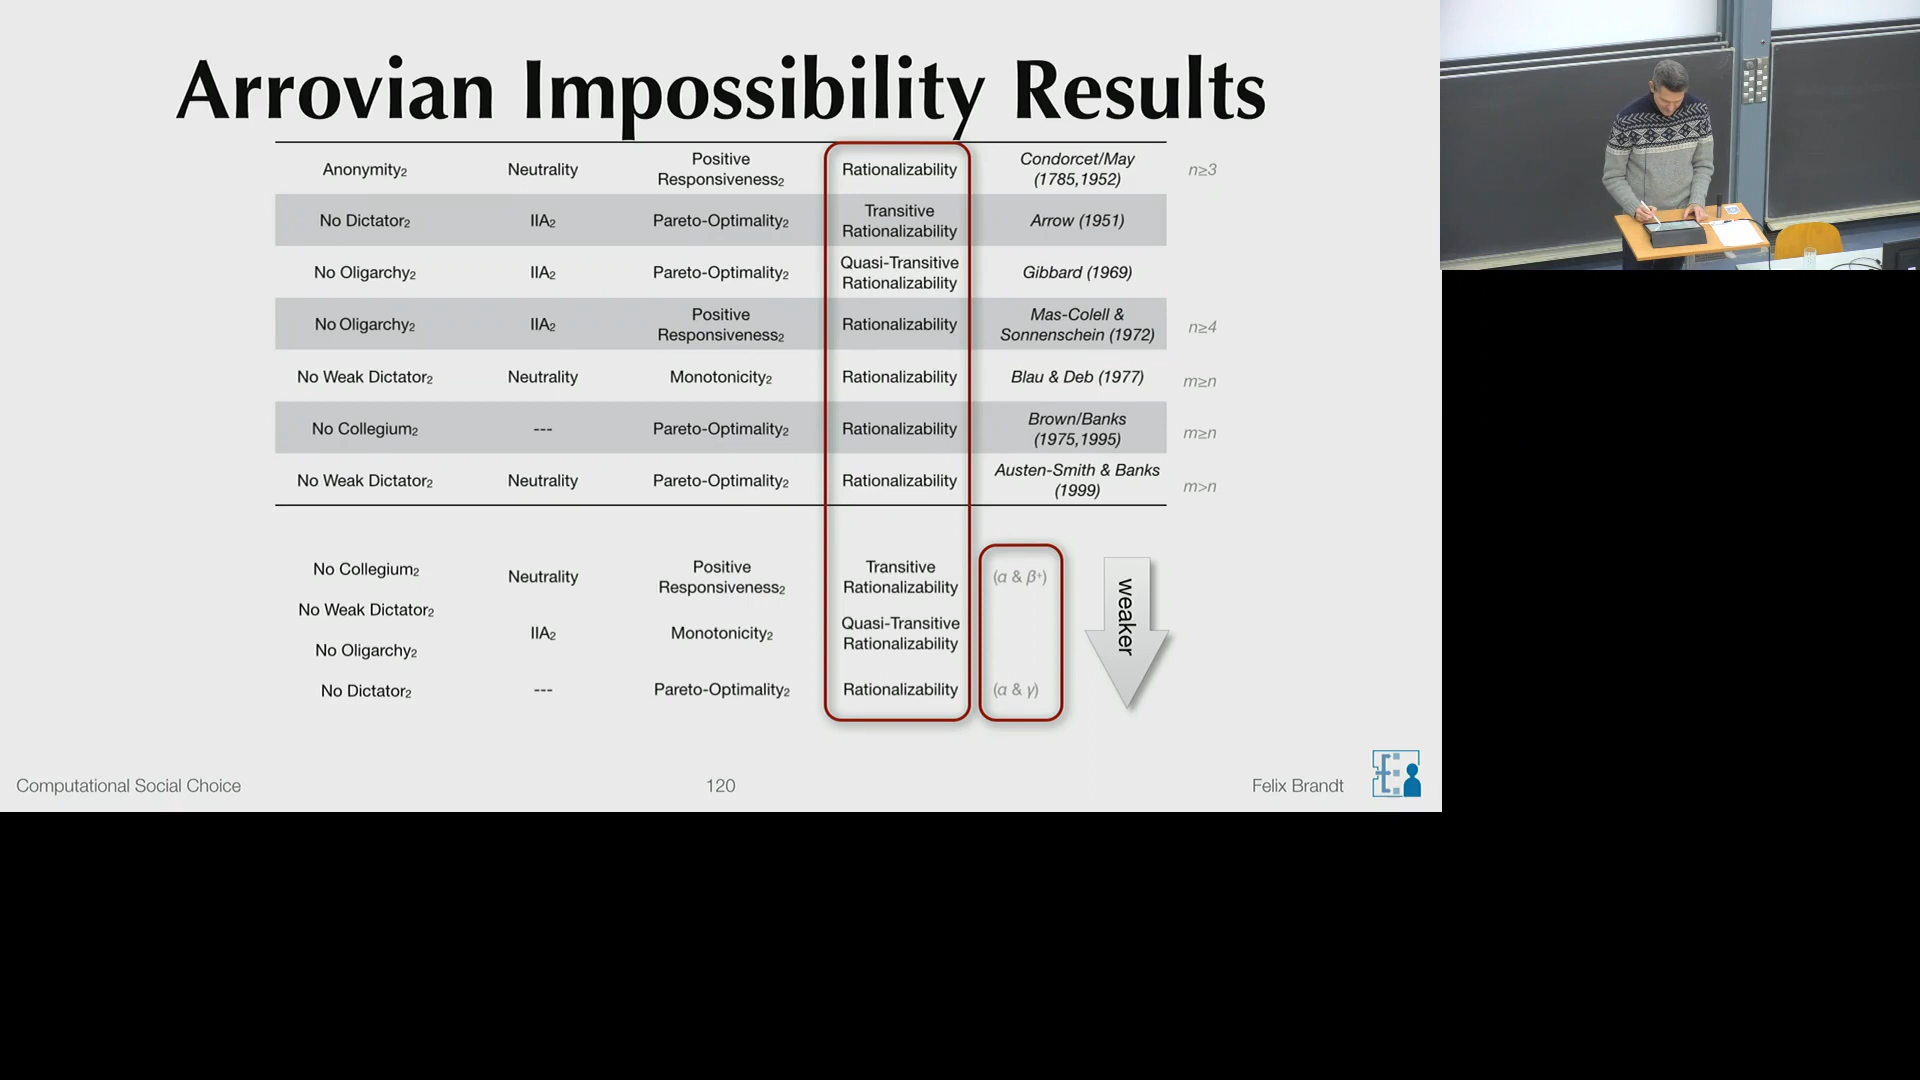 Arrovian Impossibility Results
Anonymity₂ Neutrality Positive Responsiveness₂ Rationalizability Condorcet/May (1785,1952) n≥3
No Dictator₂ IIA₂ Pareto-Optimality₂ Transitive Rationalizability Arrow (1951)
No Oligarchy₂ IIA₂ Pareto-Optimality₂ Quasi-Transitive Rationalizability Gibbard (1969)
No Oligarchy₂ IIA₂ Positive Responsiveness₂ Rationalizability Mas-Colell & Sonnenschein (1972) n≥4
No Weak Dictator₂ Neutrality Monotonicity₂ Rationalizability Blau & Deb (1977) m≥n
No Collegium₂ --- Pareto-Optimality₂ Rationalizability Brown/Banks (1975,1995) m≥n
No Weak Dictator₂ Neutrality Pareto-Optimality₂ Rationalizability Austen-Smith & Banks (1999) m>n
No Collegium₂
No Weak Dictator₂
No Oligarchy₂
No Dictator₂
Neutrality
IIA₂
---
Positive Responsiveness₂
Monotonicity₂
Pareto-Optimality₂
Transitive Rationalizability
Quasi-Transitive Rationalizability
Rationalizability
(α & β⁺)
(α & γ)
weaker
Computational Social Choice 120 Felix Brandt